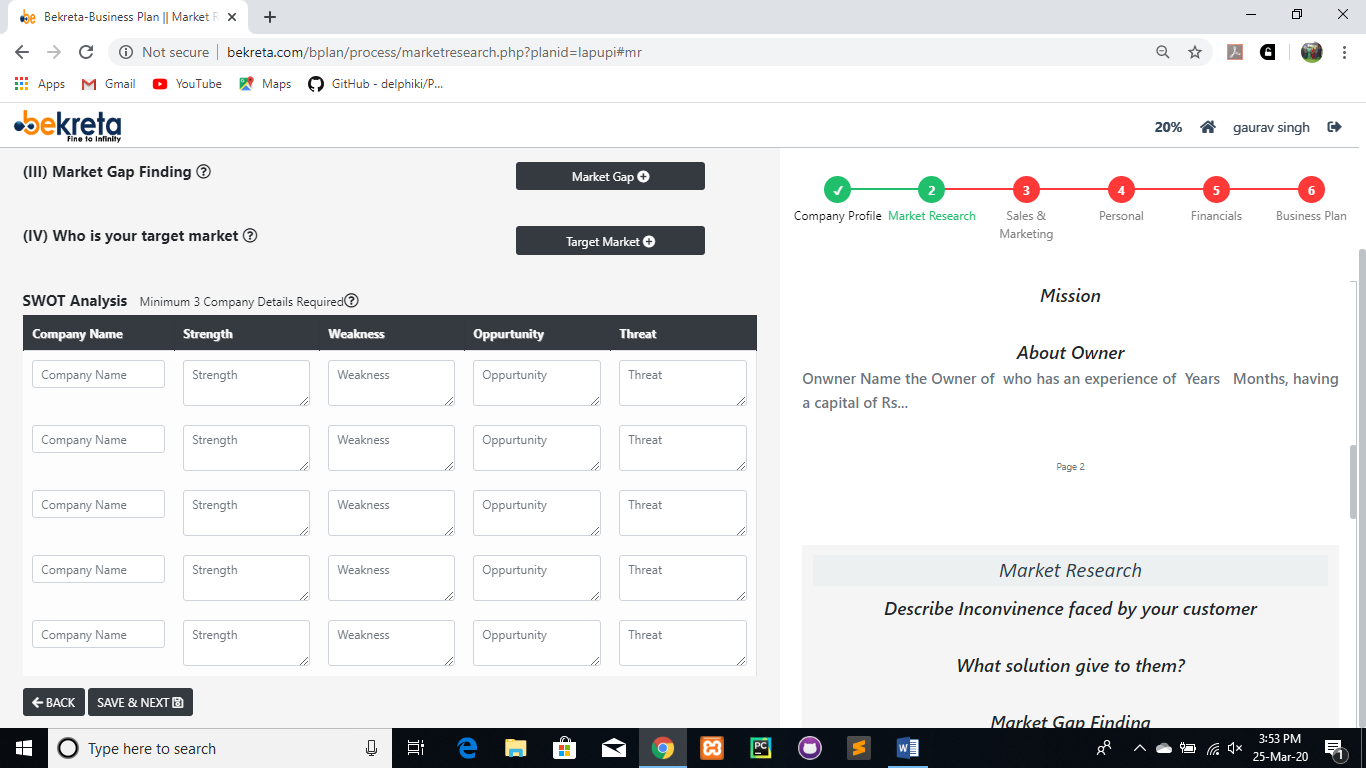 Bekreta-Business Plan || Market R
Not secure | bekreta.com/bplan/process/marketresearch.php?planid=lapupi#mr
Apps Gmail YouTube Maps GitHub - delphiki/P...
bekreta
Fine to Infinity
20% gaurav singh
(III) Market Gap Finding
Market Gap
(IV) Who is your target market
Target Market
SWOT Analysis Minimum 3 Company Details Required
Company Name Strength Weakness Oppurtunity Threat
Company Name Strength Weakness Oppurtunity Threat
Company Name Strength Weakness Oppurtunity Threat
Company Name Strength Weakness Oppurtunity Threat
Company Name Strength Weakness Oppurtunity Threat
Company Name Strength Weakness Oppurtunity Threat
BACK SAVE & NEXT
2 3 4 5 6
Company Profile Market Research Sales & Personal Financials Business Plan
Marketing
Mission
About Owner
Onwner Name the Owner of who has an experience of Years Months, having
a capital of Rs...
Page 2
Market Research
Describe Inconvinence faced by your customer
What solution give to them?
Market Gap Finding
Type here to search
PC
W
3:53 PM
25-Mar-20
1